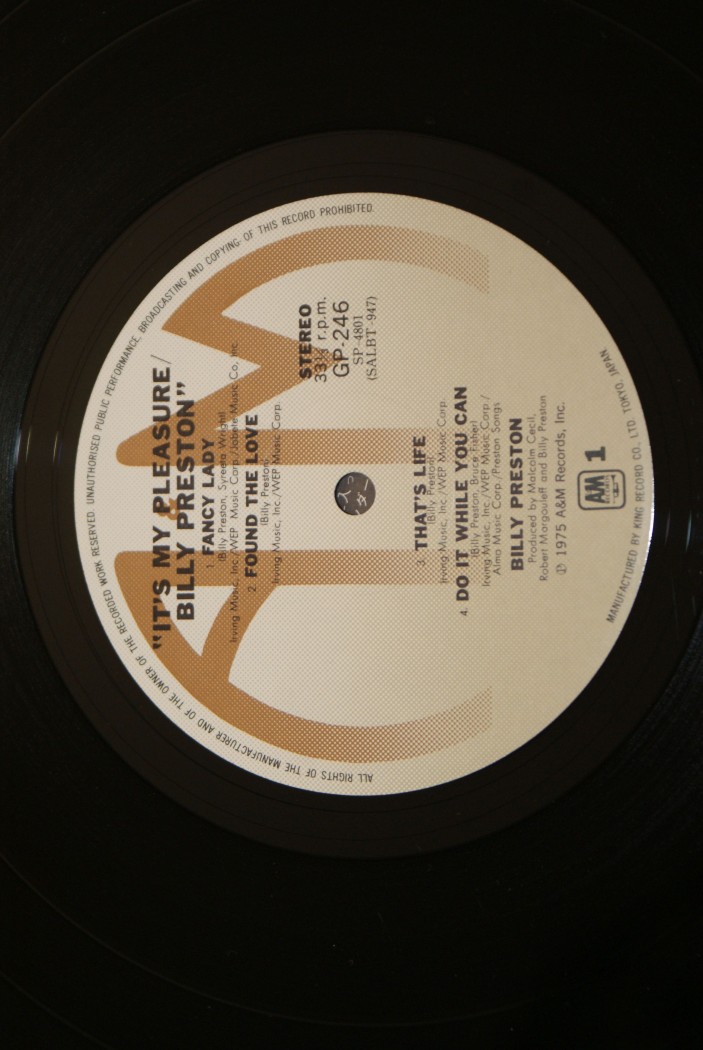 "IT'S MY PLEASURE/
BILLY PRESTON"
1. FANCY LADY
(Billy Preston, Syreeta Wright)
Irving Music, Inc./WEP Music Corp./Jobete Music Co., Inc.
2. FOUND THE LOVE
(Billy Preston)
Irving Music, Inc./WEP Music Corp.
STEREO
33⅓ r.p.m.
GP-246
SP-4801
(SALBT-947)
3. THAT'S LIFE
(Billy Preston)
Irving Music, Inc./WEP Music Corp.
4. DO IT WHILE YOU CAN
(Billy Preston, Bruce Fisher)
Irving Music, Inc./WEP Music Corp./
Almo Music Corp./Preston Songs
BILLY PRESTON
Produced by Malcolm Cecil,
Robert Margouleff and Billy Preston
℗ 1975 A&M Records, Inc.
AM
RECORDS
1
ALL RIGHTS OF THE MANUFACTURER AND OF THE OWNER OF THE RECORDED WORK RESERVED. UNAUTHORISED PUBLIC PERFORMANCE, BROADCASTING AND COPYING OF THIS RECORD PROHIBITED.
MANUFACTURED BY KING RECORD CO. LTD. TOKYO, JAPAN.